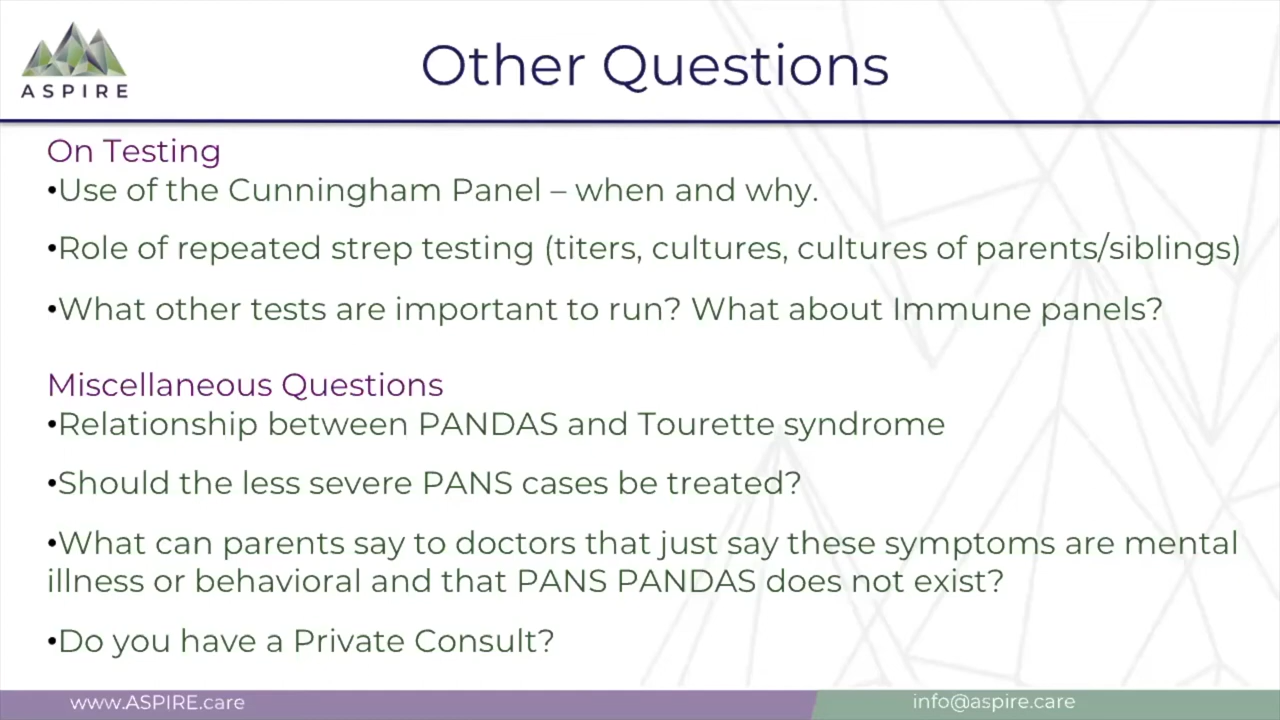 ASPIRE
Other Questions
On Testing
•Use of the Cunningham Panel – when and why.
•Role of repeated strep testing (titers, cultures, cultures of parents/siblings)
•What other tests are important to run? What about Immune panels?
Miscellaneous Questions
•Relationship between PANDAS and Tourette syndrome
•Should the less severe PANS cases be treated?
•What can parents say to doctors that just say these symptoms are mental
illness or behavioral and that PANS PANDAS does not exist?
•Do you have a Private Consult?
www.ASPIRE.care
info@aspire.care